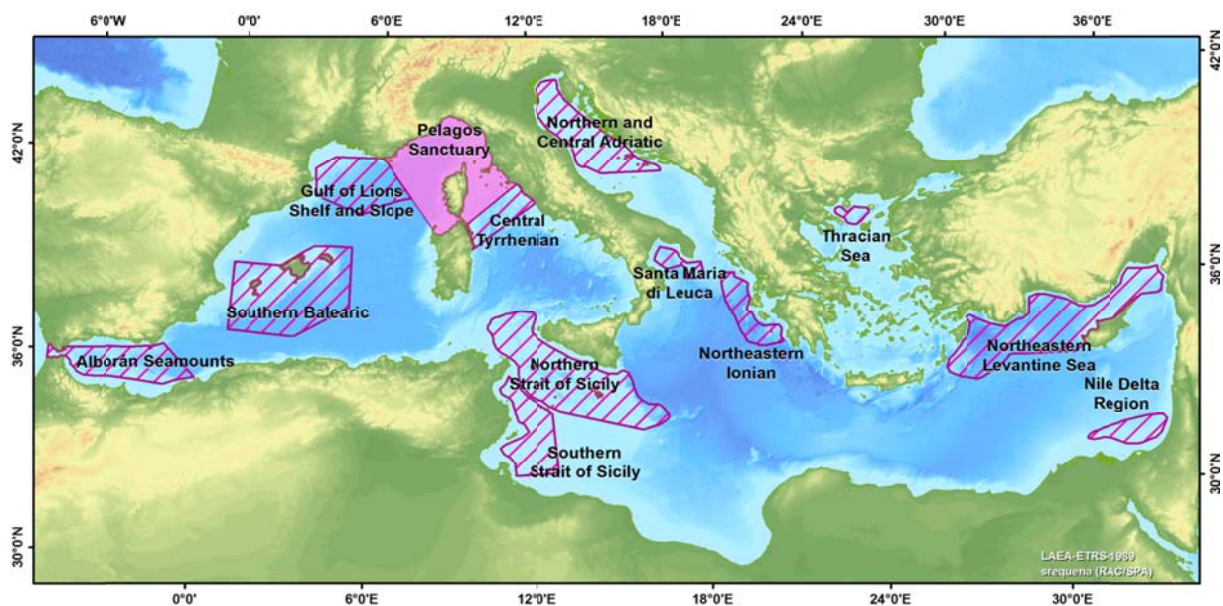 6°0'W 0°0' 6°0'E 12°0'E 18°0'E 24°0'E 30°0'E 36°0'E
42°0'N
42°0'N
Northern and
Central Adriatic
Pelagos
Sanctuary
Gulf of Lions
Shelf and Slope
Central
Tyrrhenian
Thracian
Sea
36°0'N
Santa Maria
di Leuca
Southern Balearic
36°0'N
Alborán Seamounts
Northeastern
Ionian
Northeastern
Levantine Sea
Northern
Strait of Sicily
Nile Delta
Region
Southern
Strait of Sicily
30°0'N
30°0'N
LAEA-ETRS-1989
srequena (RAC/SPA)
0°0' 6°0'E 12°0'E 18°0'E 24°0'E 30°0'E